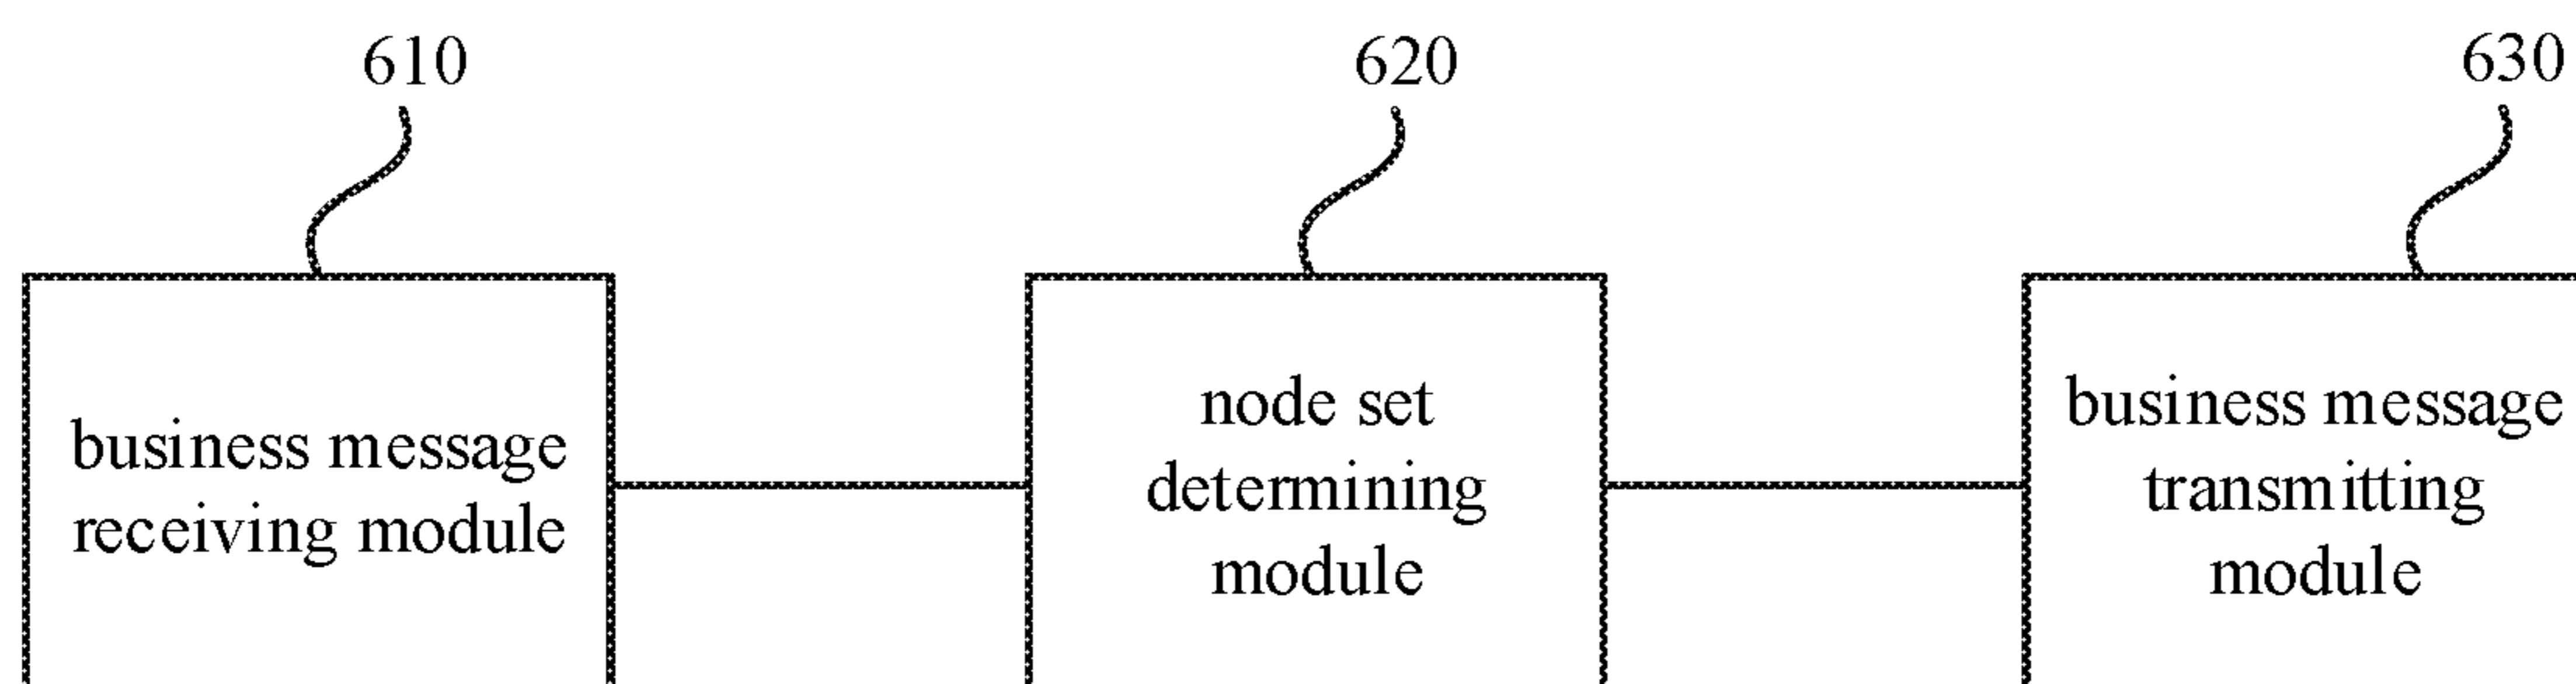 610
620
630
business message
receiving module
node set
determining
module
business message
transmitting
module